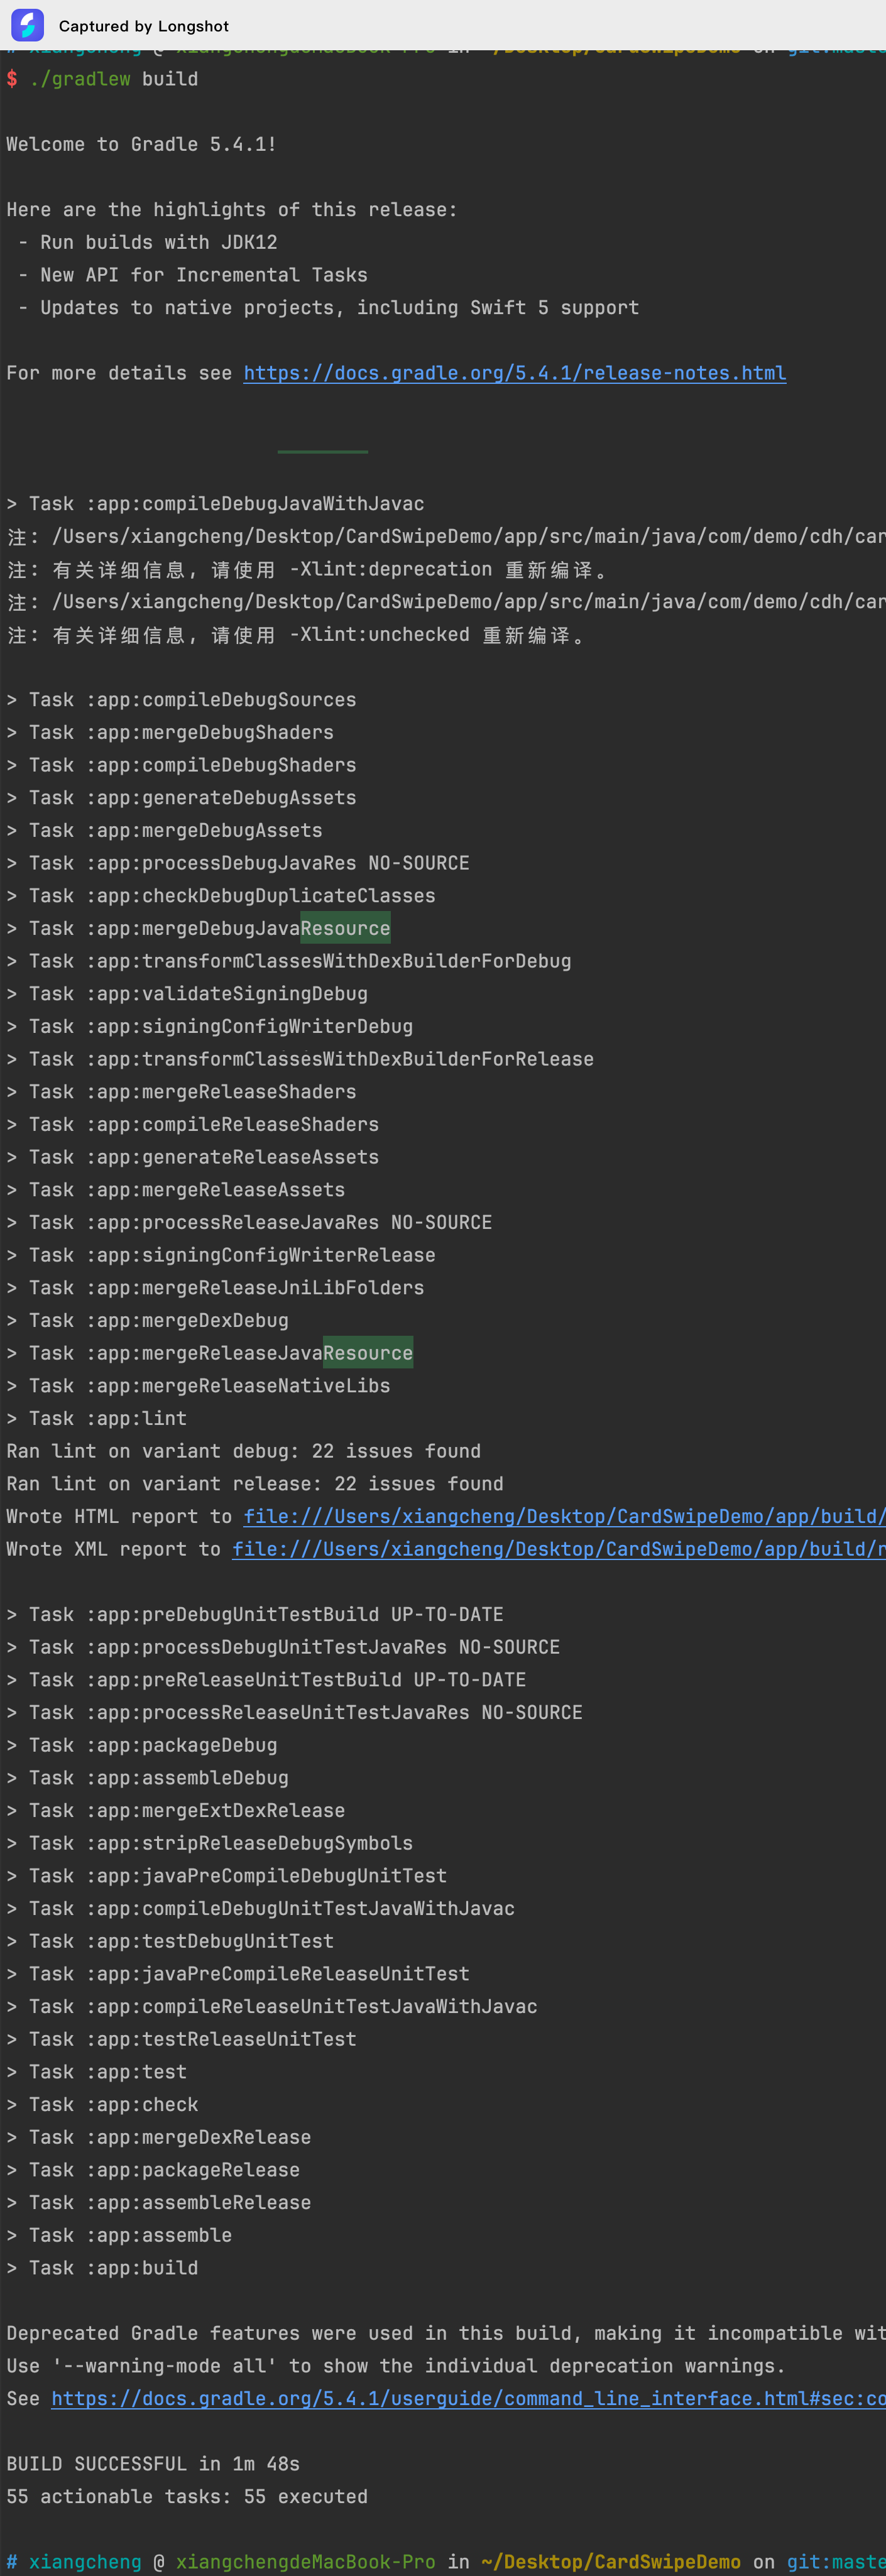 Captured by Longshot
# xiangcheng @ xiangchengdeMacBook-Pro in ~/Desktop/CardSwipeDemo on git:maste
$ ./gradlew build
Welcome to Gradle 5.4.1!
Here are the highlights of this release:
- Run builds with JDK12
- New API for Incremental Tasks
- Updates to native projects, including Swift 5 support
For more details see https://docs.gradle.org/5.4.1/release-notes.html
> Task :app:compileDebugJavaWithJavac
注: /Users/xiangcheng/Desktop/CardSwipeDemo/app/src/main/java/com/demo/cdh/car
注: 有关详细信息, 请使用 -Xlint:deprecation 重新编译。
注: /Users/xiangcheng/Desktop/CardSwipeDemo/app/src/main/java/com/demo/cdh/car
注: 有关详细信息, 请使用 -Xlint:unchecked 重新编译。
> Task :app:compileDebugSources
> Task :app:mergeDebugShaders
> Task :app:compileDebugShaders
> Task :app:generateDebugAssets
> Task :app:mergeDebugAssets
> Task :app:processDebugJavaRes NO-SOURCE
> Task :app:checkDebugDuplicateClasses
> Task :app:mergeDebugJavaResource
> Task :app:transformClassesWithDexBuilderForDebug
> Task :app:validateSigningDebug
> Task :app:signingConfigWriterDebug
> Task :app:transformClassesWithDexBuilderForRelease
> Task :app:mergeReleaseShaders
> Task :app:compileReleaseShaders
> Task :app:generateReleaseAssets
> Task :app:mergeReleaseAssets
> Task :app:processReleaseJavaRes NO-SOURCE
> Task :app:signingConfigWriterRelease
> Task :app:mergeReleaseJniLibFolders
> Task :app:mergeDexDebug
> Task :app:mergeReleaseJavaResource
> Task :app:mergeReleaseNativeLibs
> Task :app:lint
Ran lint on variant debug: 22 issues found
Ran lint on variant release: 22 issues found
Wrote HTML report to file:///Users/xiangcheng/Desktop/CardSwipeDemo/app/build/
Wrote XML report to file:///Users/xiangcheng/Desktop/CardSwipeDemo/app/build/r
> Task :app:preDebugUnitTestBuild UP-TO-DATE
> Task :app:processDebugUnitTestJavaRes NO-SOURCE
> Task :app:preReleaseUnitTestBuild UP-TO-DATE
> Task :app:processReleaseUnitTestJavaRes NO-SOURCE
> Task :app:packageDebug
> Task :app:assembleDebug
> Task :app:mergeExtDexRelease
> Task :app:stripReleaseDebugSymbols
> Task :app:javaPreCompileDebugUnitTest
> Task :app:compileDebugUnitTestJavaWithJavac
> Task :app:testDebugUnitTest
> Task :app:javaPreCompileReleaseUnitTest
> Task :app:compileReleaseUnitTestJavaWithJavac
> Task :app:testReleaseUnitTest
> Task :app:test
> Task :app:check
> Task :app:mergeDexRelease
> Task :app:packageRelease
> Task :app:assembleRelease
> Task :app:assemble
> Task :app:build
Deprecated Gradle features were used in this build, making it incompatible wit
Use '--warning-mode all' to show the individual deprecation warnings.
See https://docs.gradle.org/5.4.1/userguide/command_line_interface.html#sec:co
BUILD SUCCESSFUL in 1m 48s
55 actionable tasks: 55 executed
# xiangcheng @ xiangchengdeMacBook-Pro in ~/Desktop/CardSwipeDemo on git:maste